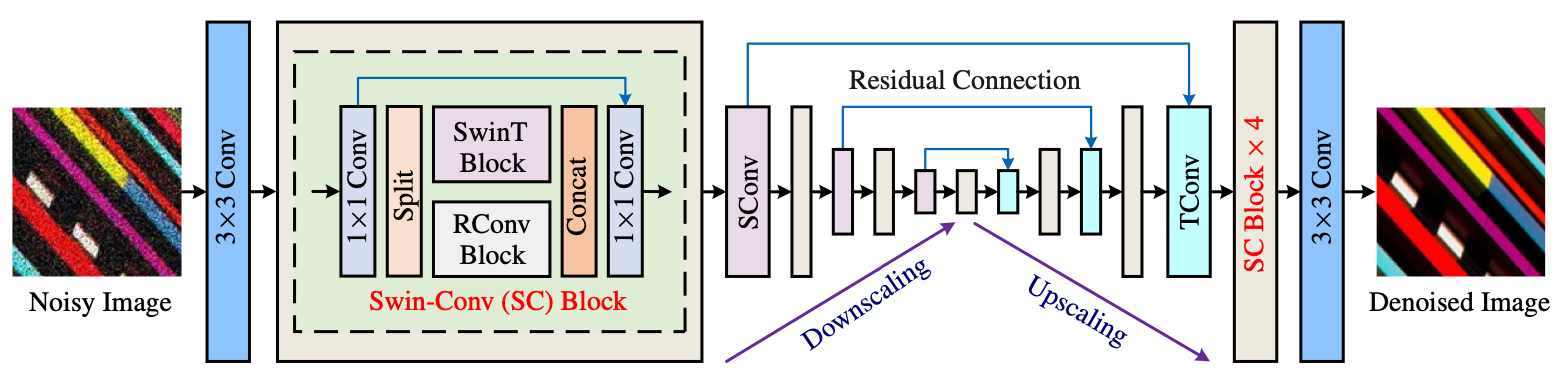 Noisy Image
3×3 Conv
1×1 Conv
Split
SwinT
Block
RConv
Block
Concat
1×1 Conv
Swin-Conv (SC) Block
SConv
Residual Connection
Downscaling
Upscaling
TConv
SC Block × 4
3×3 Conv
Denoised Image